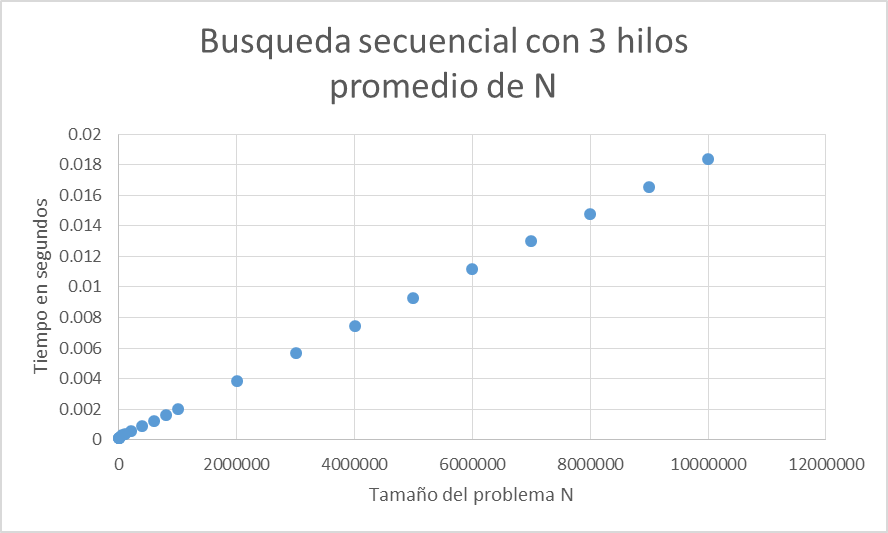 Busqueda secuencial con 3 hilos
promedio de N
Tiempo en segundos
0.02
0.018
0.016
0.014
0.012
0.01
0.008
0.006
0.004
0.002
0
0 2000000 4000000 6000000 8000000 10000000 12000000
Tamaño del problema N